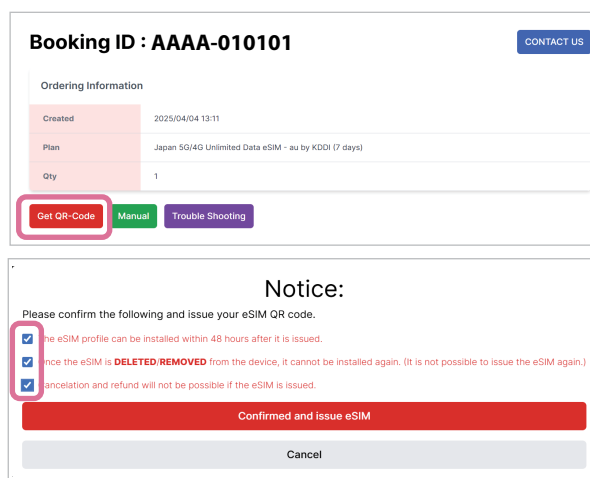 Booking ID : AAAA-010101
CONTACT US
Ordering Information
Created 2025/04/04 13:11
Plan Japan 5G/4G Unlimited Data eSIM - au by KDDI (7 days)
Qty 1
Get QR-Code Manual Trouble Shooting
Notice:
Please confirm the following and issue your eSIM QR code.
The eSIM profile can be installed within 48 hours after it is issued.
Once the eSIM is DELETED/REMOVED from the device, it cannot be installed again. (It is not possible to issue the eSIM again.)
Cancelation and refund will not be possible if the eSIM is issued.
Confirmed and issue eSIM
Cancel